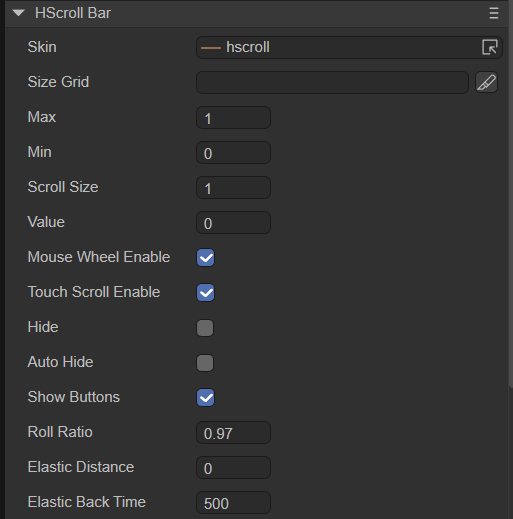 HScroll Bar
Skin hscroll
Size Grid
Max 1
Min 0
Scroll Size 1
Value 0
Mouse Wheel Enable
Touch Scroll Enable
Hide
Auto Hide
Show Buttons
Roll Ratio 0.97
Elastic Distance 0
Elastic Back Time 500